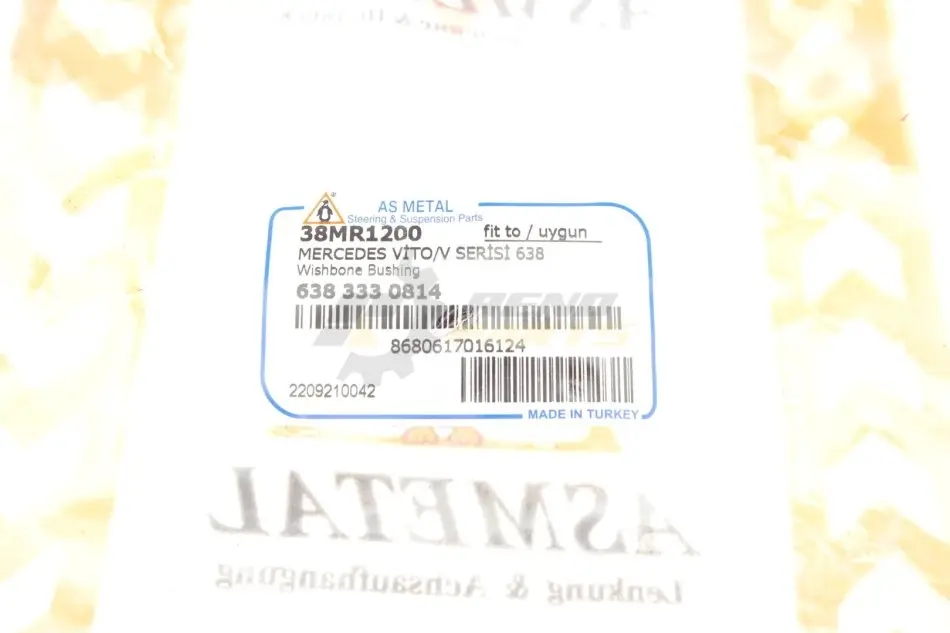 AS METAL
Steering & Suspension Parts
38MR1200 fit to / uygun
MERCEDES VİTO/V SERİSİ 638
Wishbone Bushing
638 333 0814
8680617016124
2209210042
MADE IN TURKEY
ASMETAL
Lenkung & Achsaufhangung